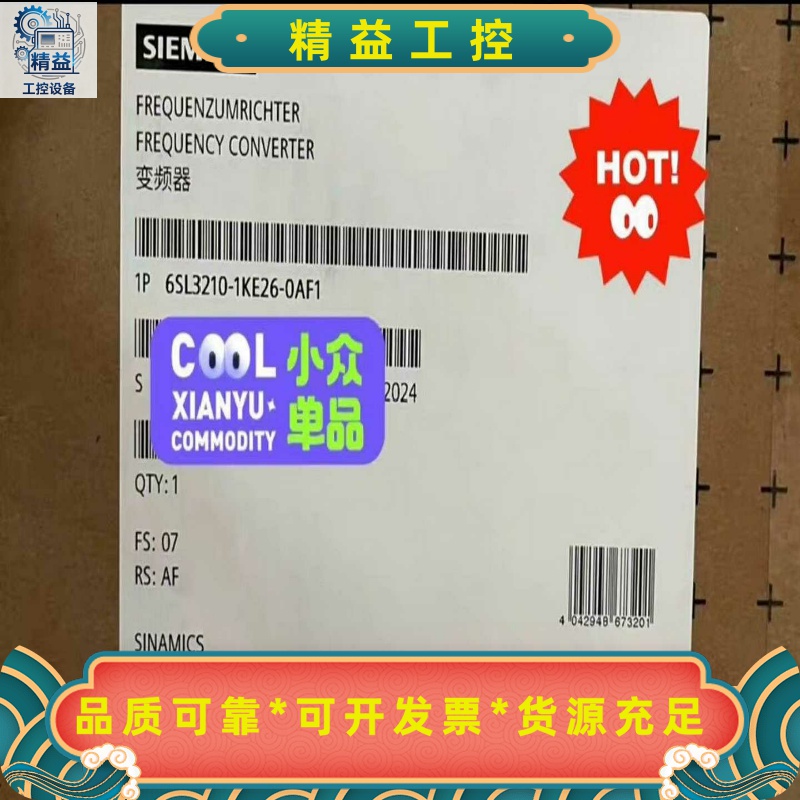 精益工控
精益
工控设备
SIEM
FREQUENZUMRICHTER
FREQUENCY CONVERTER
变频器
HOT!
1P 6SL3210-1KE26-0AF1
COOL 小众
XIANYU 单品
COMMODITY
S 2024
QTY: 1
FS: 07
RS: AF
4 042948 673201
SINAMICS
品质可靠*可开发票*货源充足